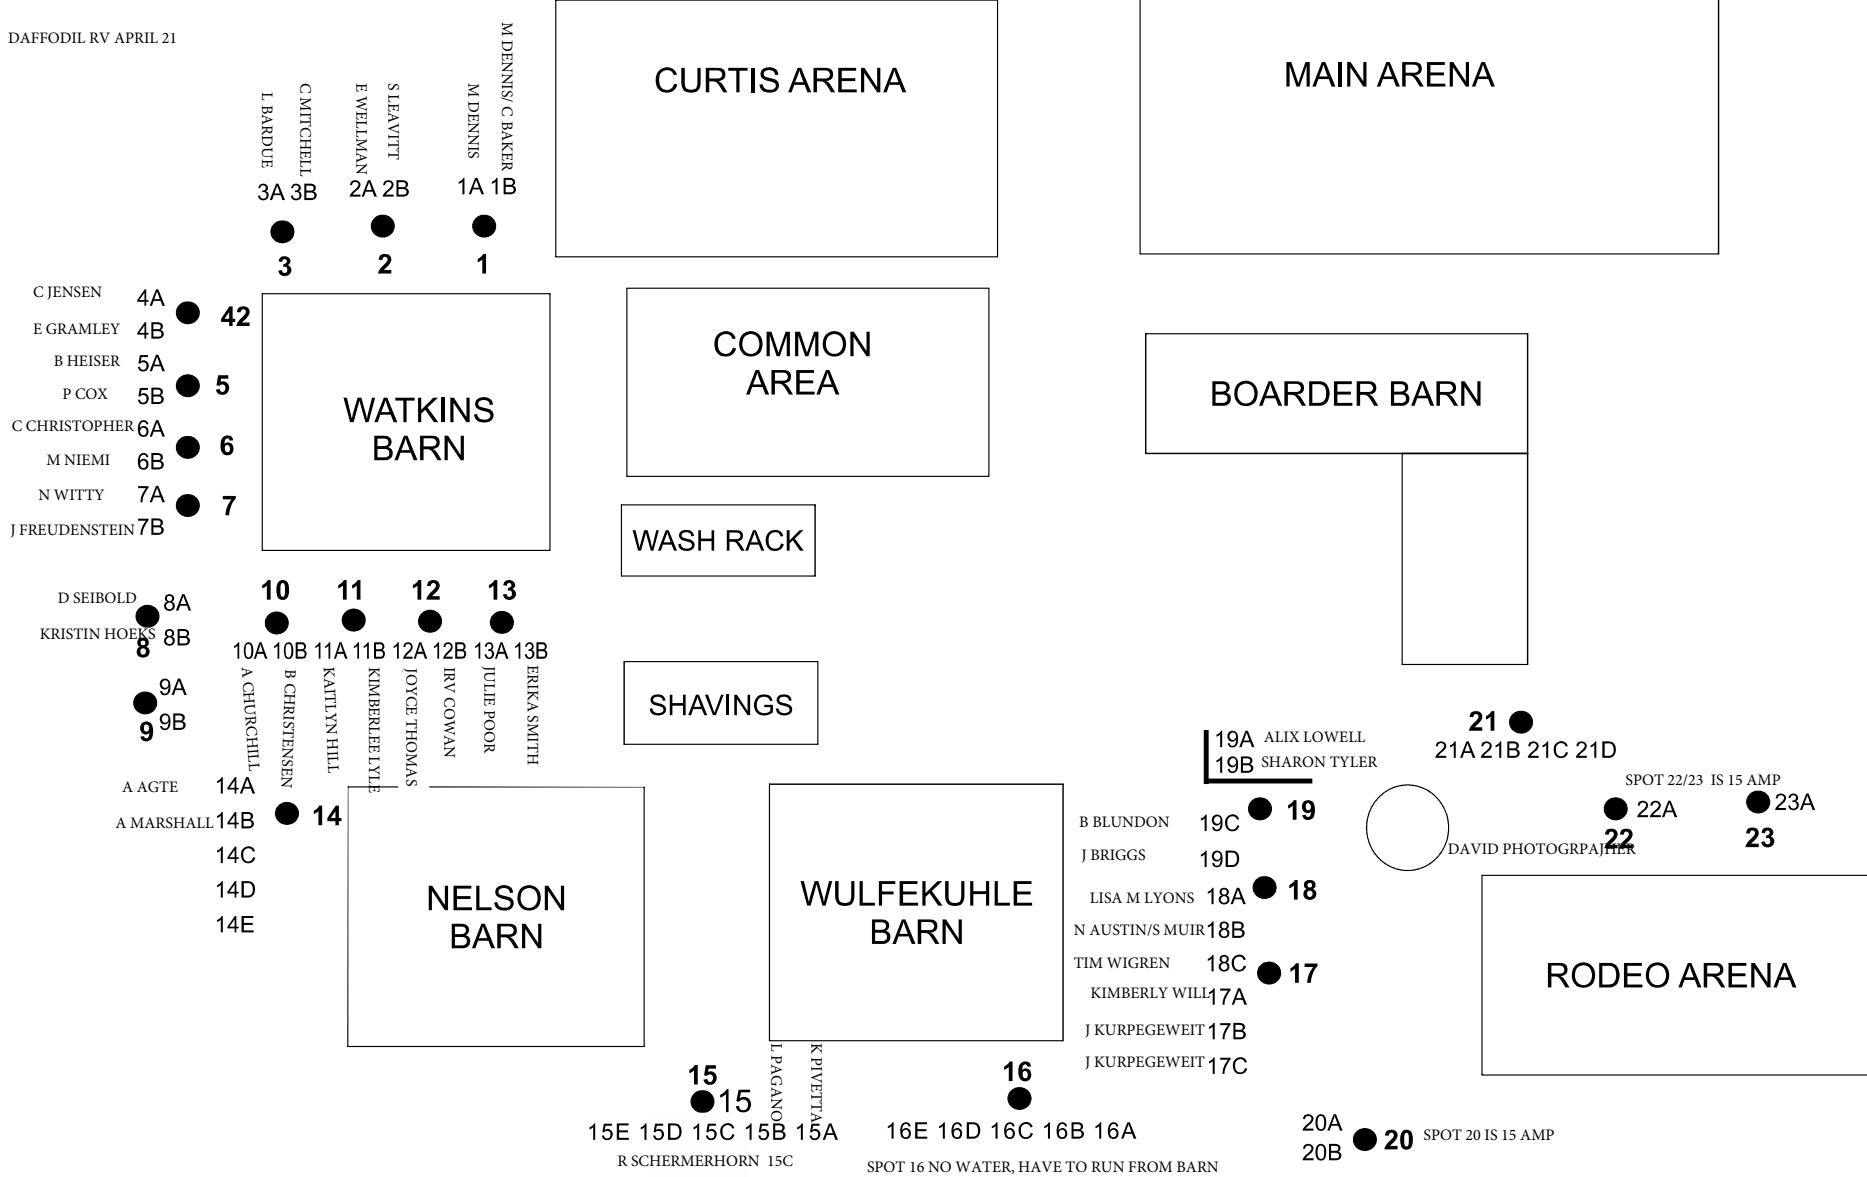 DAFFODIL RV APRIL 21
L BARDUE
C MITCHELL
E WELLMAN
S LEAVITT
M DENNIS
M DENNIS/ C BAKER
3A 3B
2A 2B
1A 1B
3
2
1
CURTIS ARENA
MAIN ARENA
C JENSEN 4A
42
E GRAMLEY 4B
B HEISER 5A
5
P COX 5B
C CHRISTOPHER 6A
6
M NIEMI 6B
N WITTY 7A
7
J FREUDENSTEIN 7B
WATKINS
BARN
COMMON
AREA
BOARDER BARN
WASH RACK
D SEIBOLD 8A
KRISTIN HOEKS 8B
8
9A
9B
9
10
11
12
13
10A 10B 11A 11B 12A 12B 13A 13B
A CHURCHILL
B CHRISTENSEN
KAITLYN HILL
KIMBERLEE LYLE
JOYCE THOMAS
IRV COWAN
JULIE POOR
ERIKA SMITH
SHAVINGS
A AGTE 14A
A MARSHALL 14B
14
14C
14D
14E
NELSON
BARN
WULFEKUHLE
BARN
19A ALIX LOWELL
19B SHARON TYLER
B BLUNDON 19C
19
J BRIGGS 19D
LISA M LYONS 18A
18
N AUSTIN/S MUIR 18B
TIM WIGREN 18C
17
KIMBERLY WILL 17A
J KURPEGEWEIT 17B
J KURPEGEWEIT 17C
21
21A 21B 21C 21D
SPOT 22/23 IS 15 AMP
22A
23A
22
23
DAVID PHOTOGRPAJHER
RODEO ARENA
L PAGANO
K PIVETTA
15
15
15E 15D 15C 15B 15A
R SCHERMERHORN 15C
16
16E 16D 16C 16B 16A
SPOT 16 NO WATER, HAVE TO RUN FROM BARN
20A
20B
20
SPOT 20 IS 15 AMP